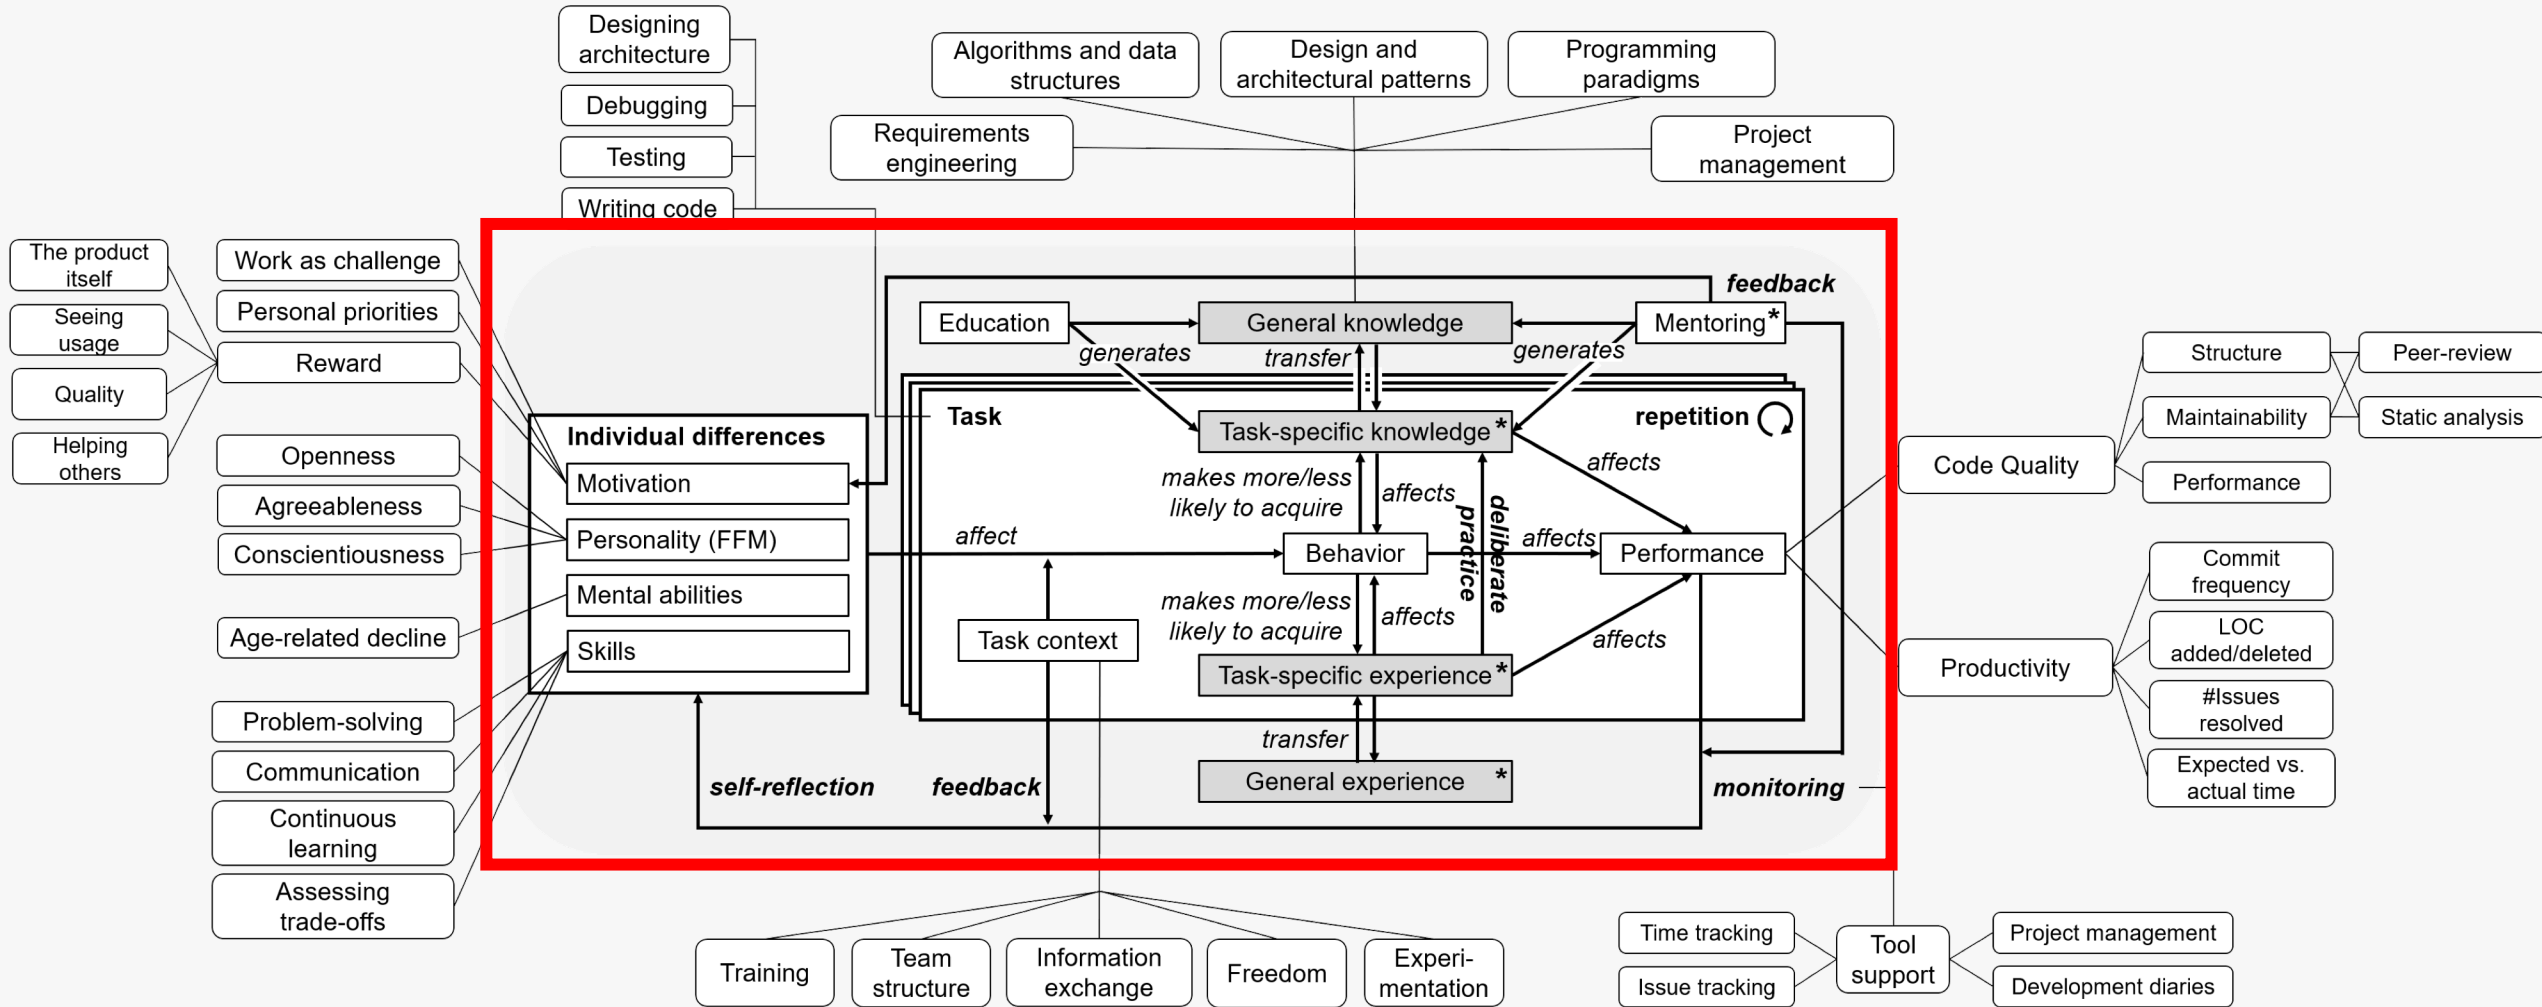 Designing
architecture
Debugging
Testing
Writing code
Algorithms and data
structures
Design and
architectural patterns
Programming
paradigms
Requirements
engineering
Project
management
The product
itself
Seeing
usage
Quality
Helping
others
Work as challenge
Personal priorities
Reward
Openness
Agreeableness
Conscientiousness
Age-related decline
Problem-solving
Communication
Continuous
learning
Assessing
trade-offs
Individual differences
Motivation
Personality (FFM)
Mental abilities
Skills
feedback
Education
General knowledge
Mentoring*
generates
transfer
generates
Task
Task-specific knowledge*
repetition
makes more/less
likely to acquire
affects
deliberate
practice
affects
affect
Behavior
affects
Performance
makes more/less
likely to acquire
affects
affects
Task context
Task-specific experience*
transfer
General experience *
self-reflection
feedback
monitoring
Code Quality
Structure
Maintainability
Performance
Peer-review
Static analysis
Productivity
Commit
frequency
LOC
added/deleted
#Issues
resolved
Expected vs.
actual time
Training
Team
structure
Information
exchange
Freedom
Experi-
mentation
Time tracking
Issue tracking
Tool
support
Project management
Development diaries